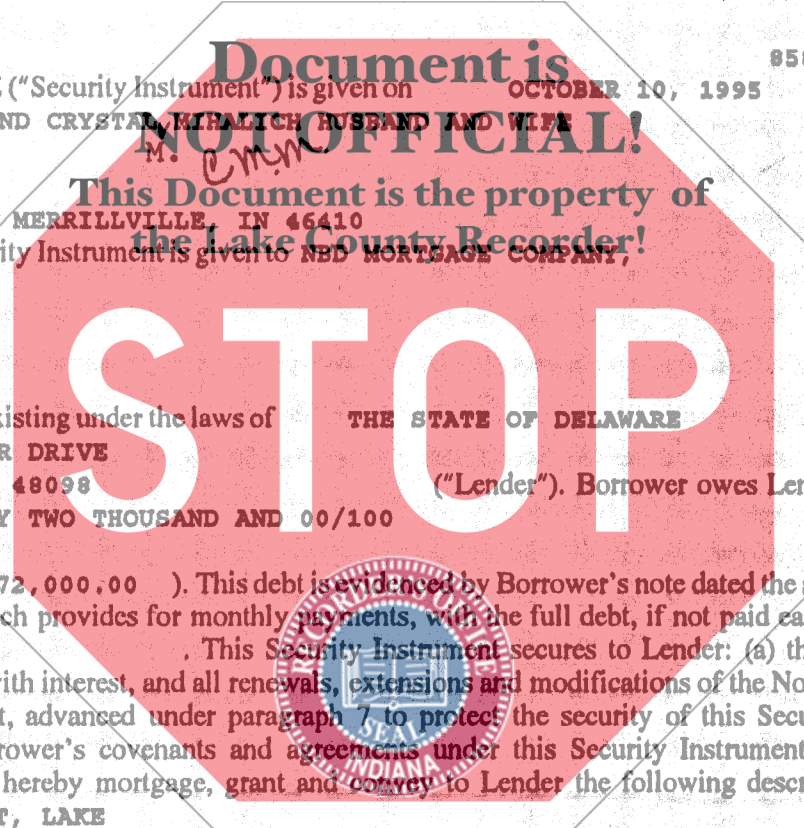 Document is
858
("Security Instrument") is given on OCTOBER 10, 1995
ND CRYSTAL MIHALICH HUSBAND AND WIFE
NOT OFFICIAL!
M. CMM.
This Document is the property of
MERRILLVILLE, IN 46410
the Lake County Recorder!
ity Instrument is given to NBD MORTGAGE COMPANY,
STOP
xisting under the laws of THE STATE OF DELAWARE
R DRIVE
48098 ("Lender"). Borrower owes Len
Y TWO THOUSAND AND 00/100
72,000.00 ). This debt is evidenced by Borrower's note dated the
ch provides for monthly payments, with the full debt, if not paid ea
. This Security Instrument secures to Lender: (a) th
ith interest, and all renewals, extensions and modifications of the No
t, advanced under paragraph 7 to protect the security of this Secu
rower's covenants and agreements under this Security Instrument
hereby mortgage, grant and convey to Lender the following descr
T, LAKE
SEAL
INDIANA